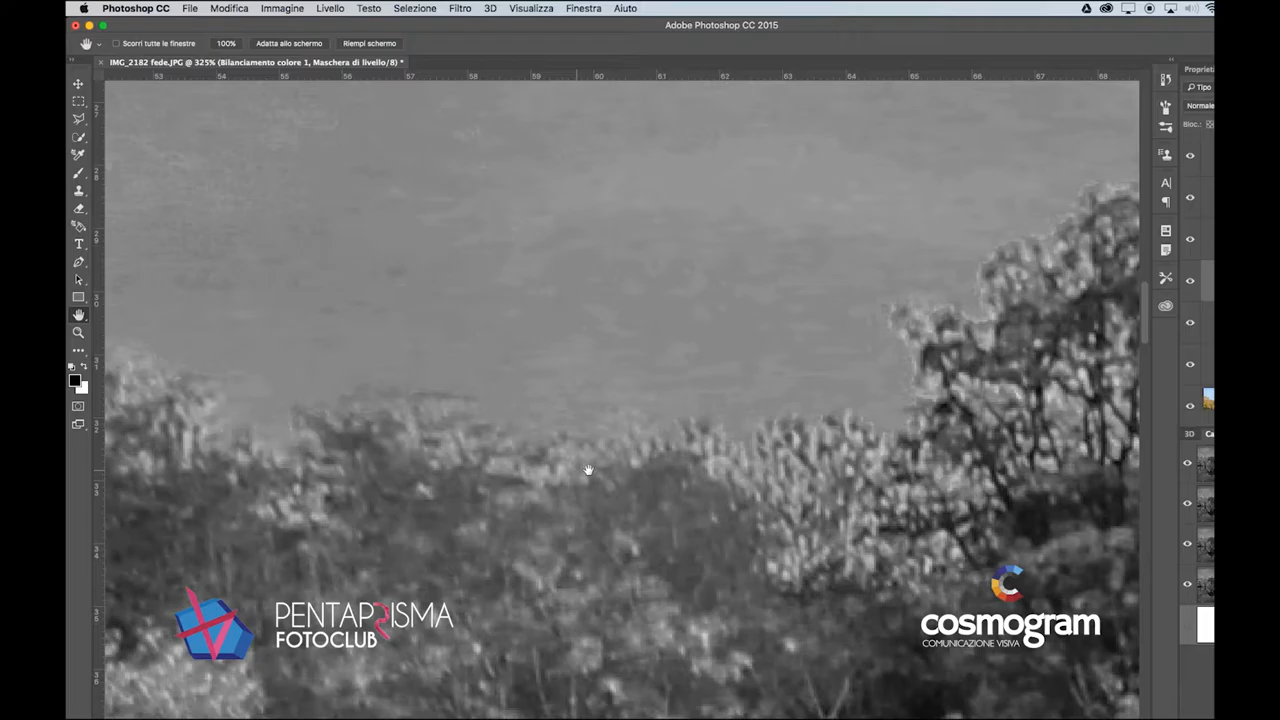 Photoshop CC File Modifica Immagine Livello Testo Selezione Filtro 3D Visualizza Finestra Aiuto
Adobe Photoshop CC 2015
Scorri tutte le finestre 100% Adatta allo schermo Riempi schermo
IMG_2182 fede.JPG @ 325% (Bilanciamento colore 1, Maschera di livello/8) *
53 54 55 56 57 58 59 60 61 62 63 64 65 66 67 68
Propriet
Tipo
Normale
Bloc.:
3D Ca
PENTAPRISMA
FOTOCLUB
cosmogram
COMUNICAZIONE VISIVA